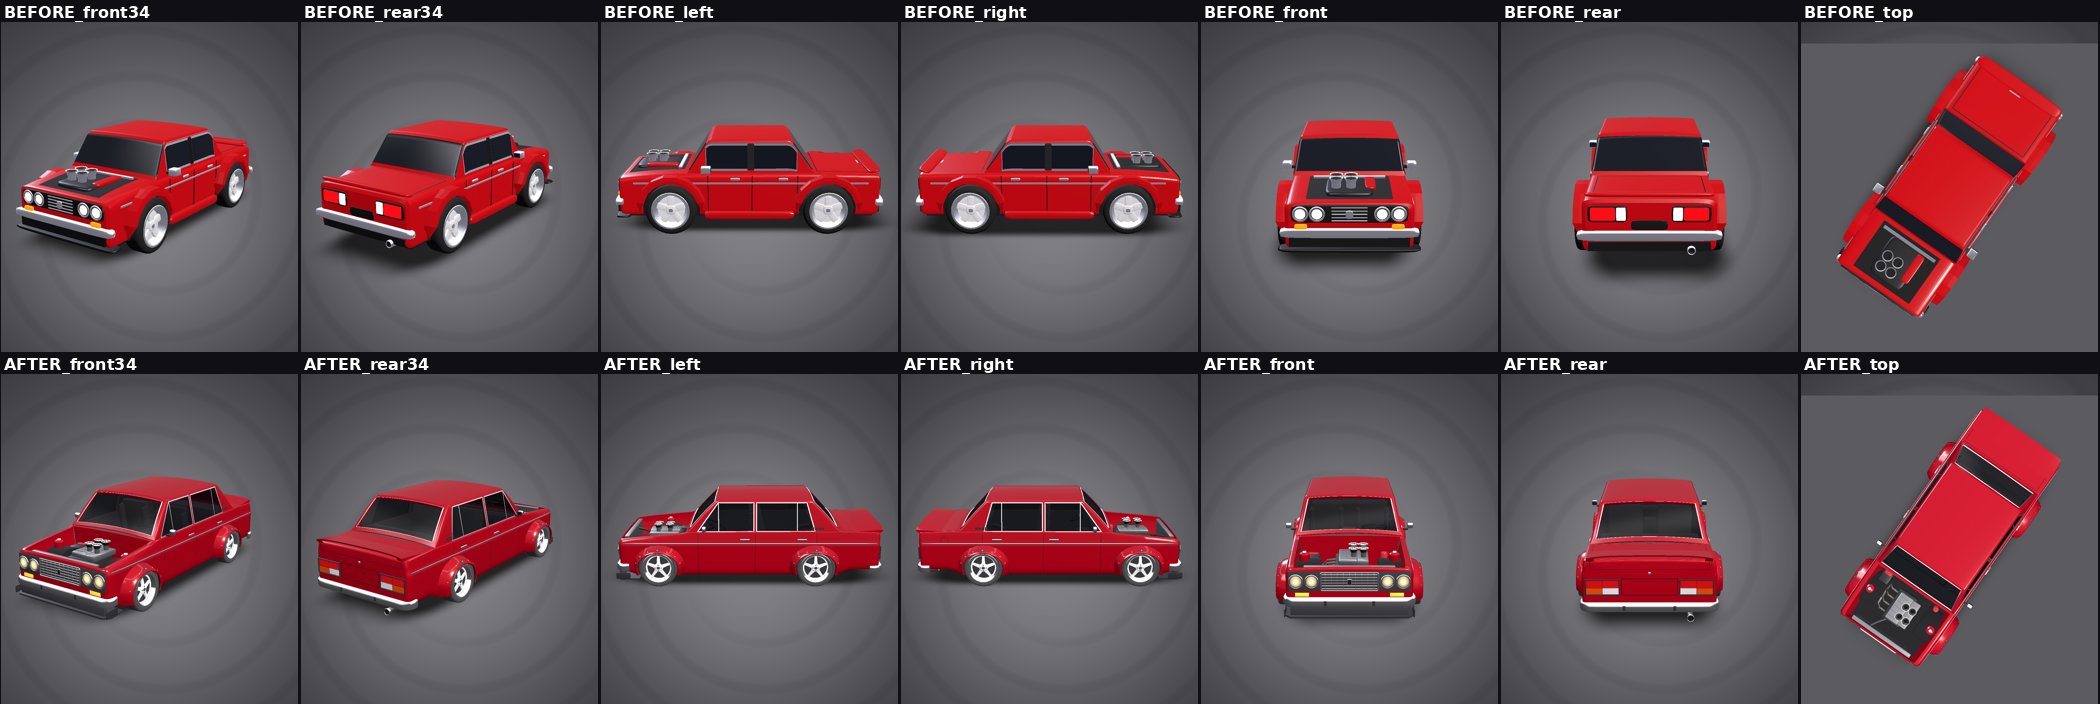 BEFORE_front34
BEFORE_rear34
BEFORE_left
BEFORE_right
BEFORE_front
BEFORE_rear
BEFORE_top
AFTER_front34
AFTER_rear34
AFTER_left
AFTER_right
AFTER_front
AFTER_rear
AFTER_top